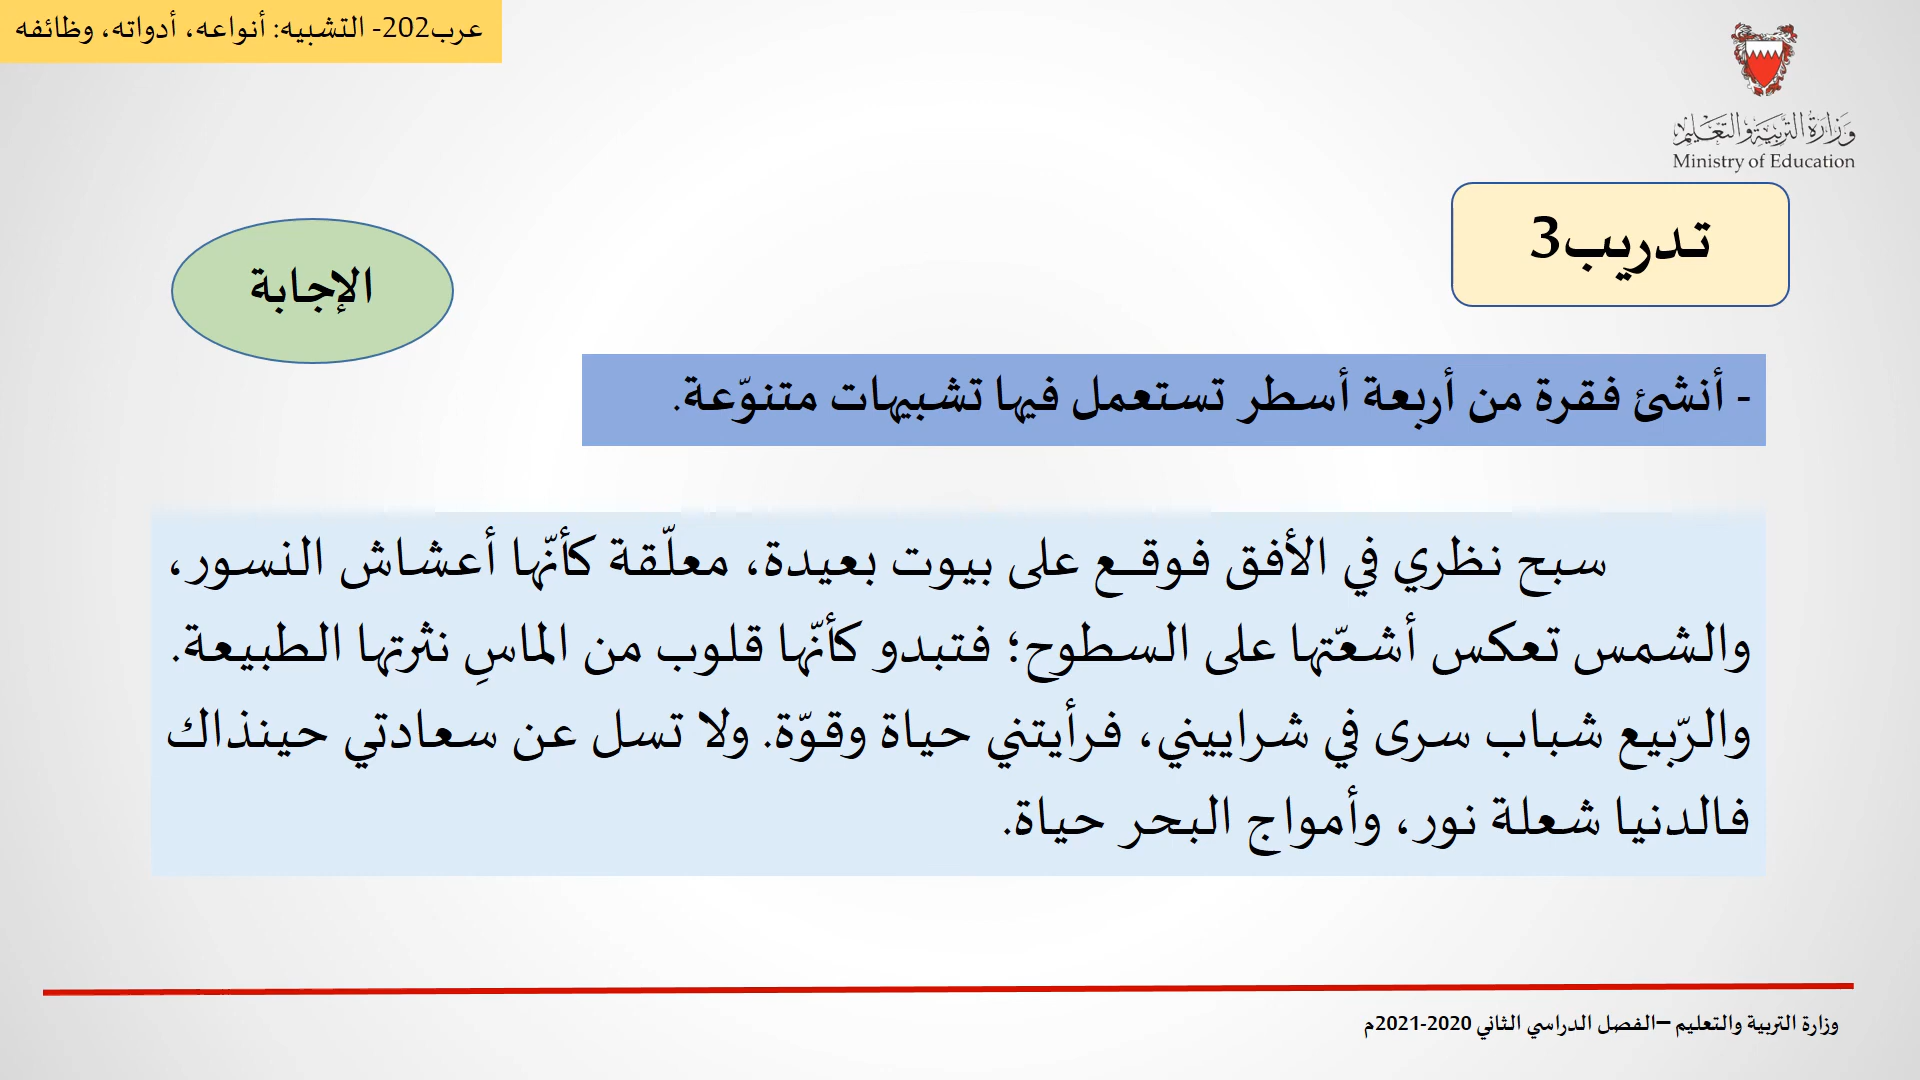 عرب202- التشبيه: أنواعه، أدواته، وظائفه
وزارة التربية والتعليم
Ministry of Education
تدريب3
الإجابة
- أنشئ فقرة من أربعة أسطر تستعمل فيها تشبيهات متنوّعة.
سبح نظري في الأفق فوقع على بيوت بعيدة، معلّقة كأنّها أعشاش النسور،
والشمس تعكس أشعّتها على السطوح؛ فتبدو كأنّها قلوب من الماسِ نثرتها الطبيعة.
والرّبيع شباب سرى في شراييني، فرأيتني حياة وقوّة. ولا تسل عن سعادتي حينذاك
فالدنيا شعلة نور، وأمواج البحر حياة.
وزارة التربية والتعليم –الفصل الدراسي الثاني 2020-2021م